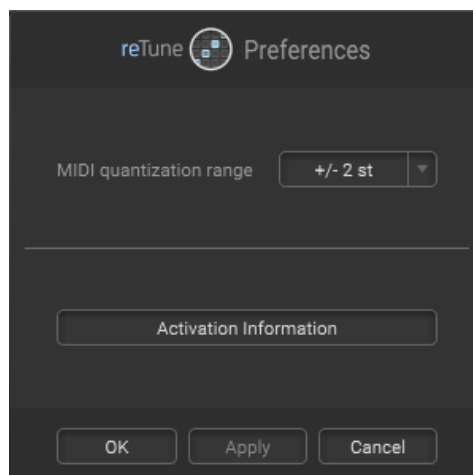 reTune Preferences
MIDI quantization range +/- 2 st
Activation Information
OK Apply Cancel